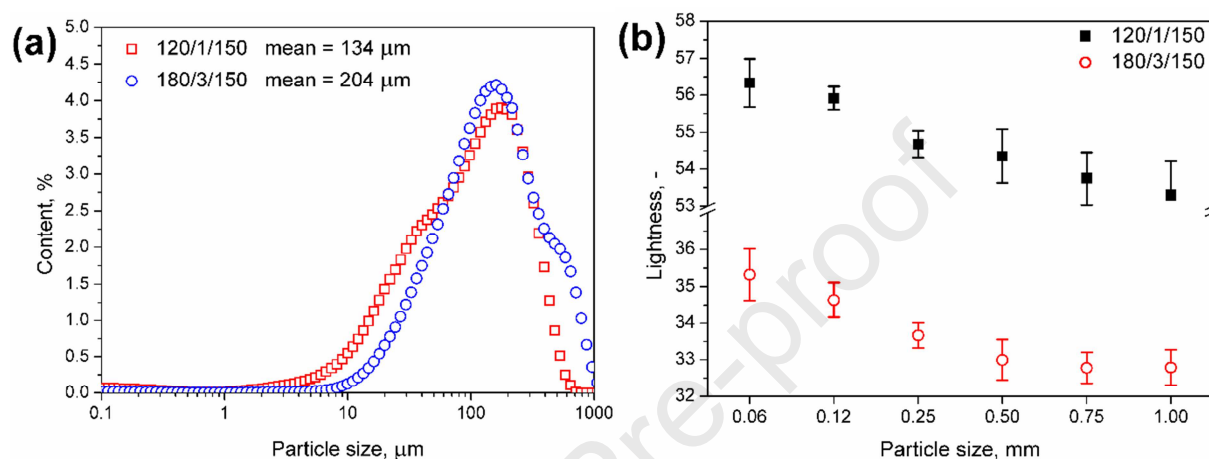 (a)
120/1/150 mean = 134 μm
180/3/150 mean = 204 μm
Content, %
5.0
4.5
4.0
3.5
3.0
2.5
2.0
1.5
1.0
0.5
0.0
0.1 1 10 100 1000
Particle size, μm
(b)
120/1/150
180/3/150
Lightness, -
58
57
56
55
54
53
36
35
34
33
32
0.06 0.12 0.25 0.50 0.75 1.00
Particle size, mm
Pre-proof